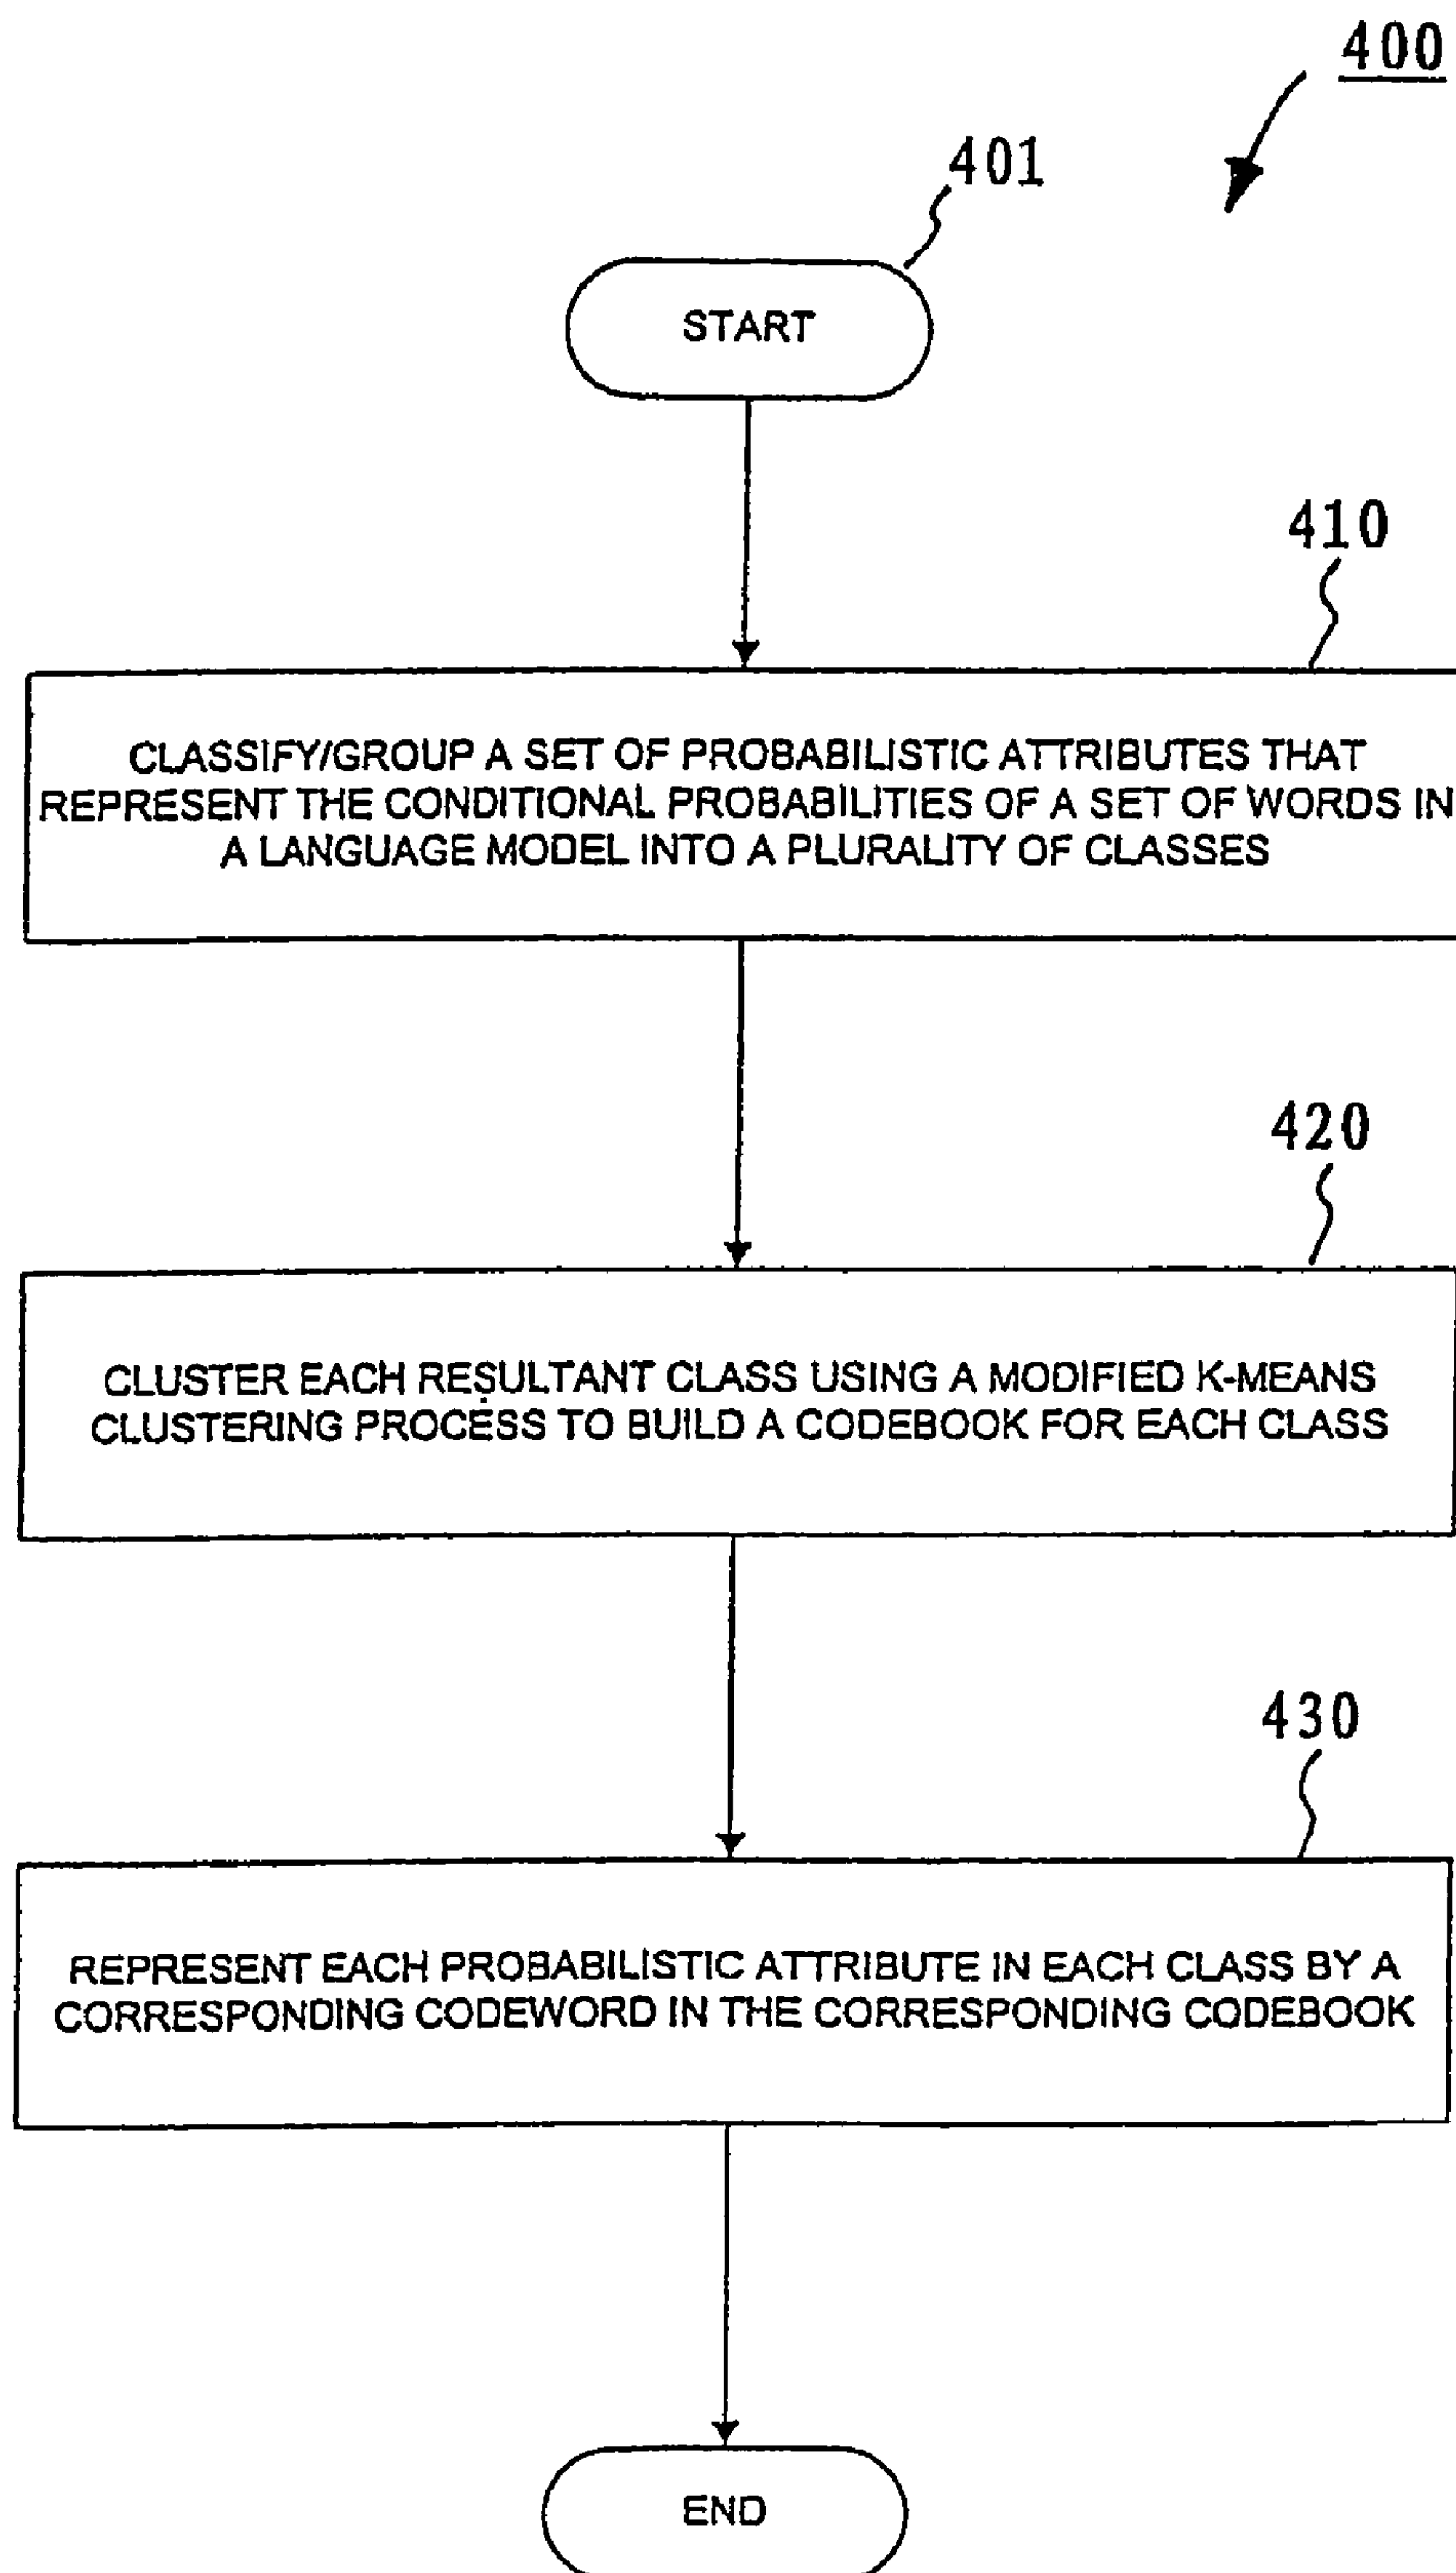 400
401
START
410
CLASSIFY/GROUP A SET OF PROBABILISTIC ATTRIBUTES THAT
REPRESENT THE CONDITIONAL PROBABILITIES OF A SET OF WORDS IN
A LANGUAGE MODEL INTO A PLURALITY OF CLASSES
420
CLUSTER EACH RESULTANT CLASS USING A MODIFIED K-MEANS
CLUSTERING PROCESS TO BUILD A CODEBOOK FOR EACH CLASS
430
REPRESENT EACH PROBABILISTIC ATTRIBUTE IN EACH CLASS BY A
CORRESPONDING CODEWORD IN THE CORRESPONDING CODEBOOK
END